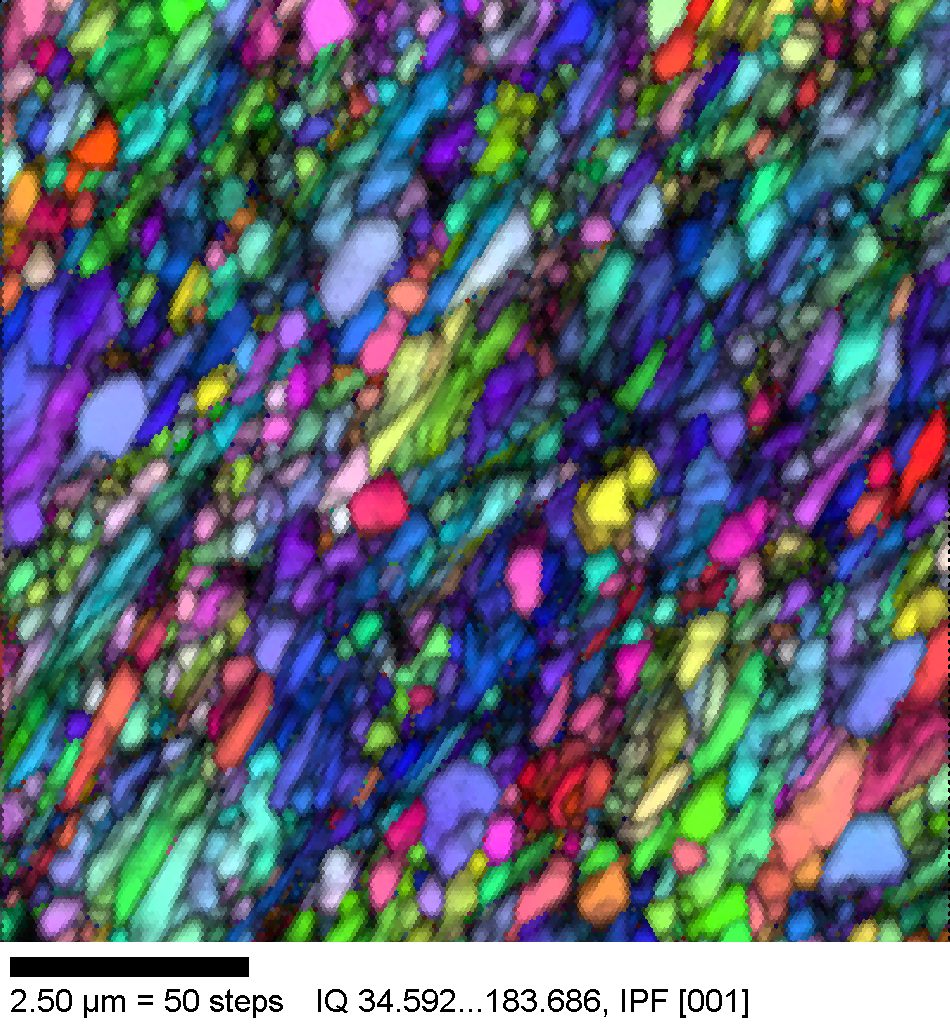 2.50 µm = 50 steps    IQ 34.592...183.686, IPF [001]